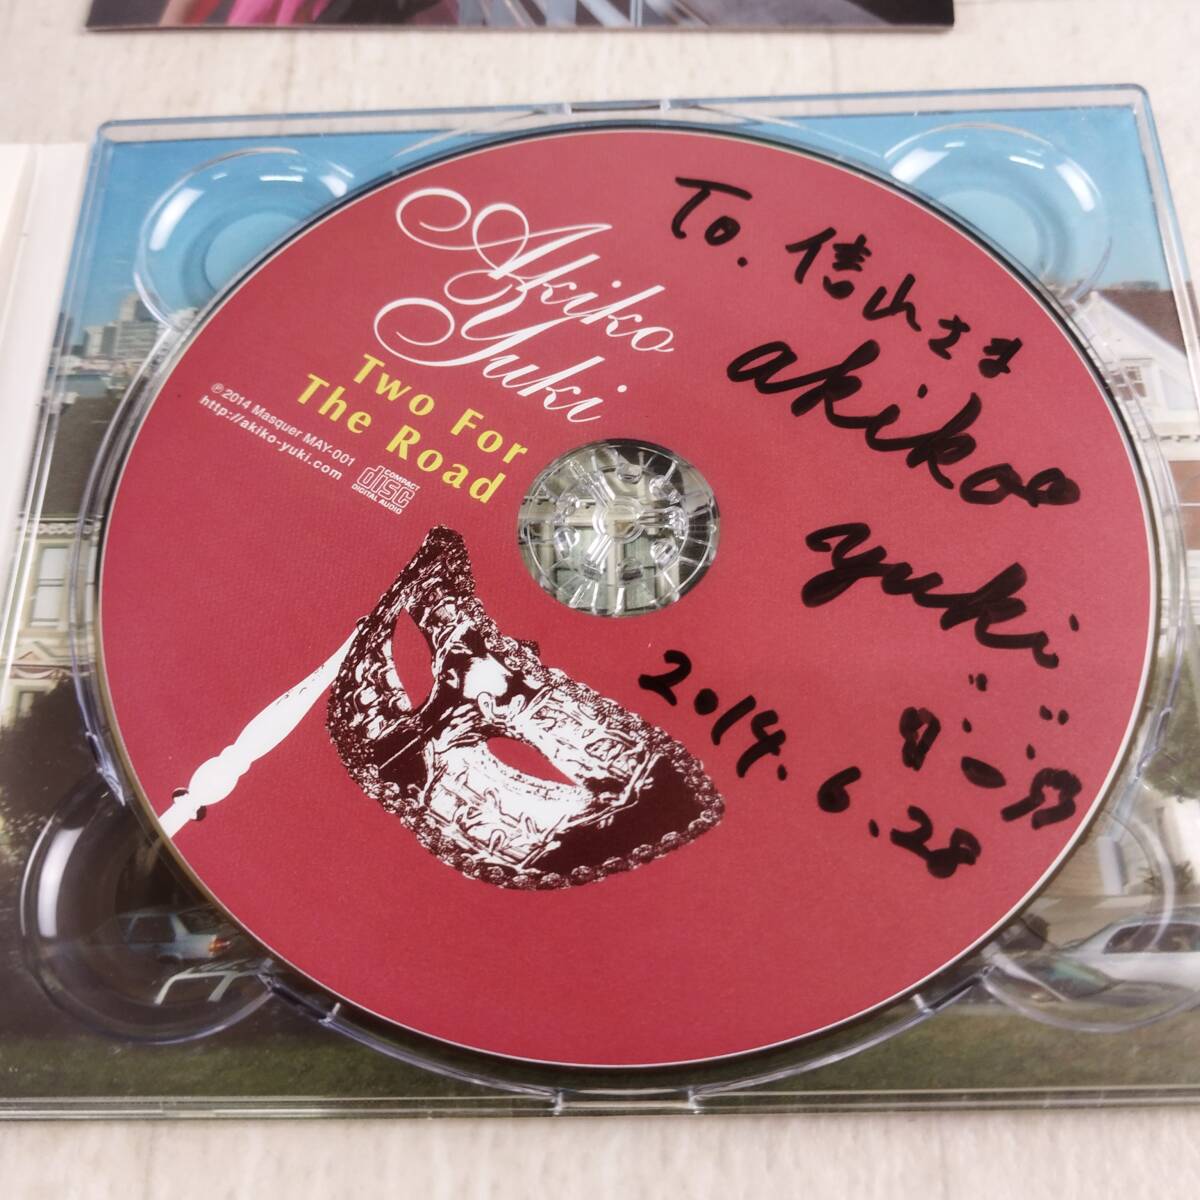 Akiko
Yuki
Two For
The Road
℗ 2014 Masquer MAY-001
http://akiko-yuki.com
COMPACT
disc
DIGITAL AUDIO
To. 信山さま
akiko
yuki
2014. 6. 28